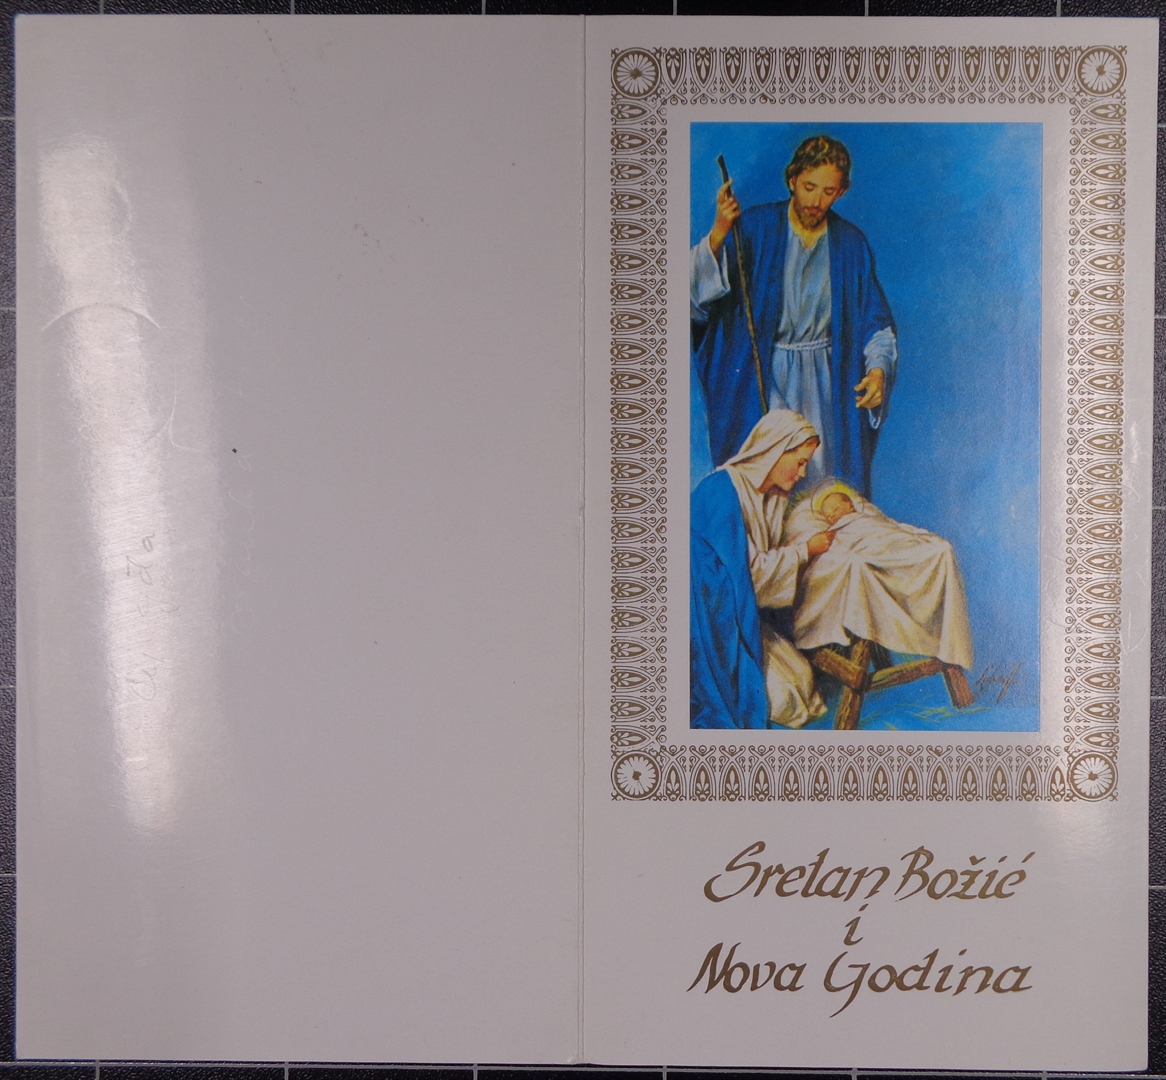 Sretan Božić
i
Nova Godina